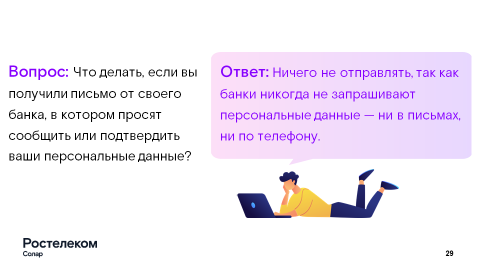 Вопрос: Что делать, если вы
получили письмо от своего
банка, в котором просят
сообщить или подтвердить
ваши персональные данные?
Ответ: Ничего не отправлять, так как
банки никогда не запрашивают
персональные данные — ни в письмах,
ни по телефону.
Ростелеком
Солар
29